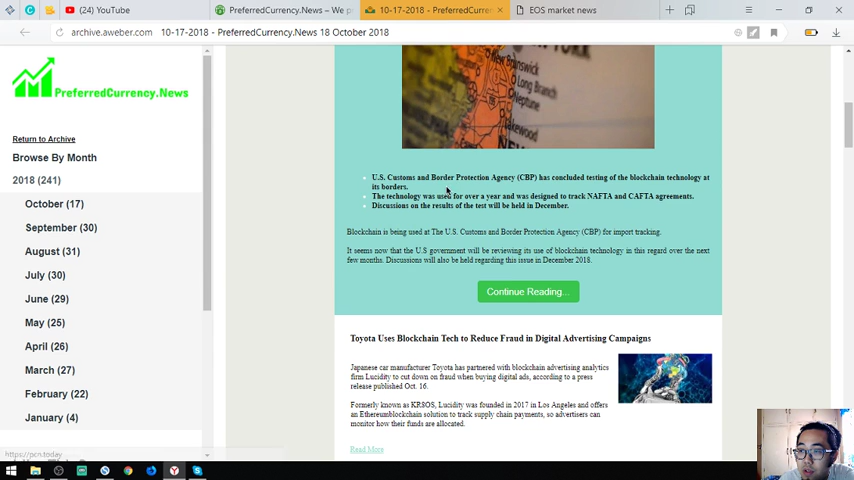 (24) YouTube
PreferredCurrency.News – We p
10-17-2018 - PreferredCurre
EOS market news
archive.aweber.com 10-17-2018 - PreferredCurrency.News 18 October 2018
PreferredCurrency.News
Return to Archive
Browse By Month
2018 (241)
October (17)
September (30)
August (31)
July (30)
June (29)
May (25)
April (26)
March (27)
February (22)
January (4)
https://pcn.today
New Brunswick
Long Branch
Neptune
Lakewood
U.S. Customs and Border Protection Agency (CBP) has concluded testing of the blockchain technology at
its borders.
The technology was used for over a year and was designed to track NAFTA and CAFTA agreements.
Discussions on the results of the test will be held in December.
Blockchain is being used at The U.S. Customs and Border Protection Agency (CBP) for import tracking.
It seems now that the U.S government will be reviewing its use of blockchain technology in this regard over the next
few months. Discussions will also be held regarding this issue in December 2018.
Continue Reading...
Toyota Uses Blockchain Tech to Reduce Fraud in Digital Advertising Campaigns
Japanese car manufacturer Toyota has partnered with blockchain advertising analytics
firm Lucidity to cut down on fraud when buying digital ads, according to a press
release published Oct. 16.
Formerly known as KR8OS, Lucidity was founded in 2017 in Los Angeles and offers
an Ethereumblockchain solution to track supply chain payments, so advertisers can
monitor how their funds are allocated.
Read More